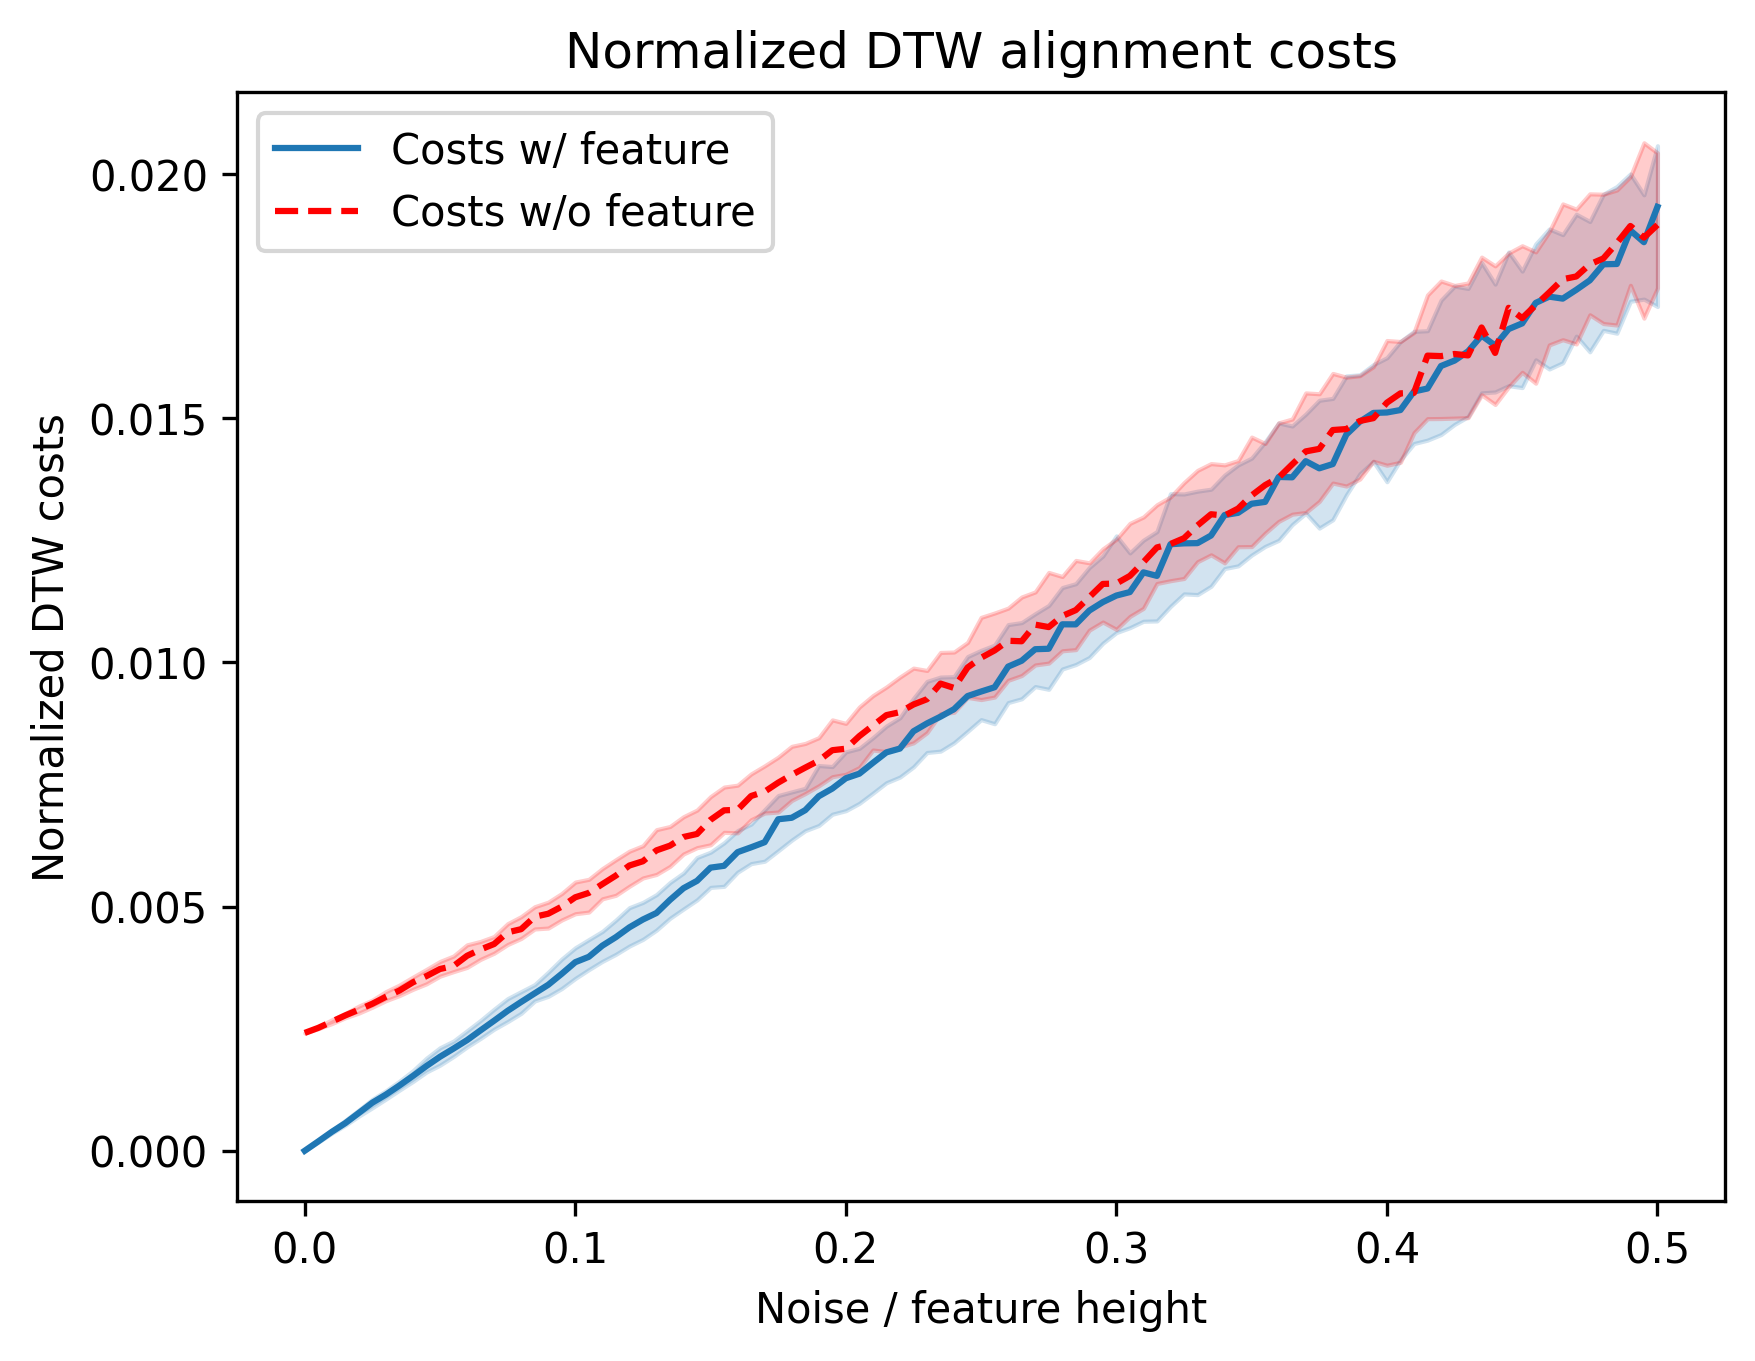 Normalized DTW alignment costs
Costs w/ feature
Costs w/o feature
Normalized DTW costs
0.020
0.015
0.010
0.005
0.000
0.0 0.1 0.2 0.3 0.4 0.5
Noise / feature height